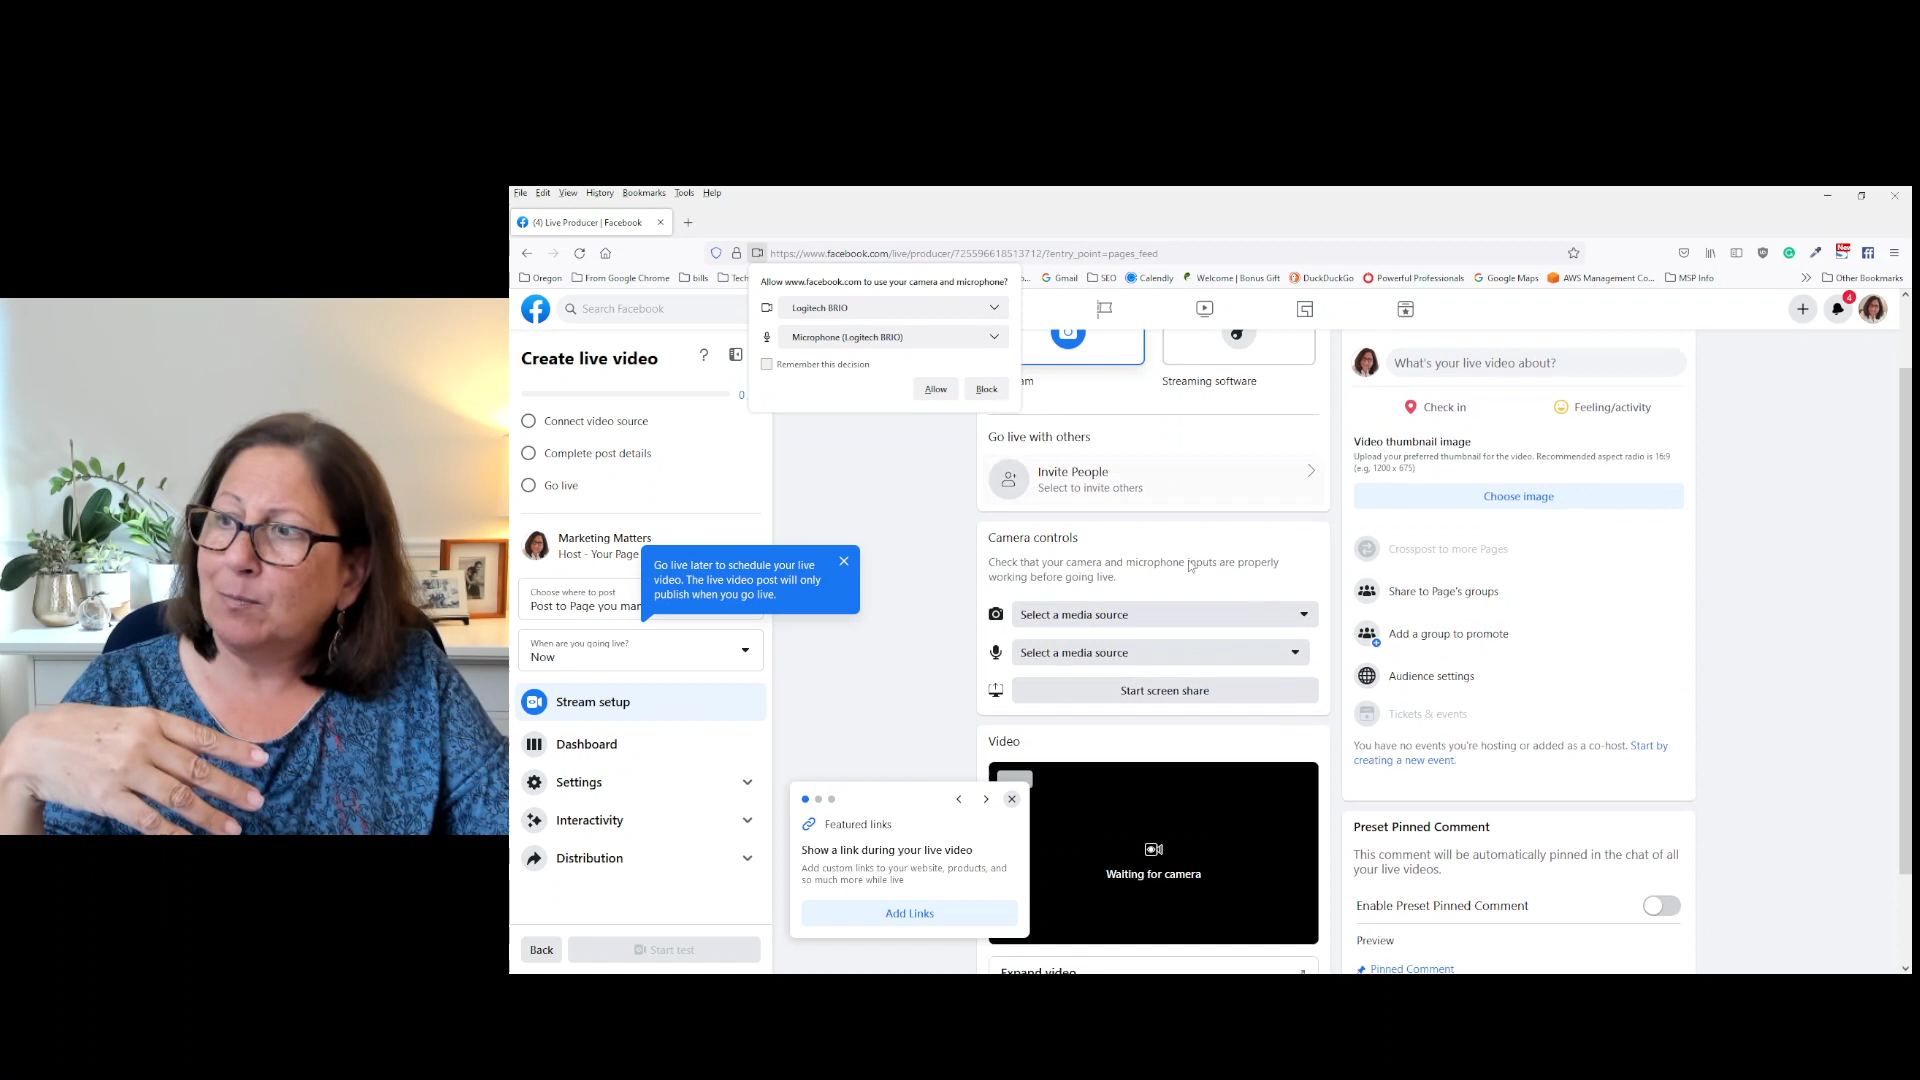 File Edit View History Bookmarks Tools Help
(4) Live Producer | Facebook
https://www.facebook.com/live/producer/725596618513712/?entry_point=pages_feed
Oregon From Google Chrome bills Tech
Gmail SEO Calendly Welcome | Bonus Gift DuckDuckGo Powerful Professionals Google Maps AWS Management Co... MSP Info Other Bookmarks
Allow www.facebook.com to use your camera and microphone?
Logitech BRIO
Microphone (Logitech BRIO)
Remember this decision
Allow Block
Search Facebook
4
Create live video
?
0
Connect video source
Complete post details
Go live
Marketing Matters
Host - Your Page
Go live later to schedule your live
video. The live video post will only
publish when you go live.
Choose where to post
Post to Page you man
When are you going live?
Now
Stream setup
Dashboard
Settings
Interactivity
Distribution
Back Start test
am
Streaming software
Go live with others
Invite People
Select to invite others
Camera controls
Check that your camera and microphone inputs are properly
working before going live.
Select a media source
Select a media source
Start screen share
Video
Waiting for camera
Expand video
Featured links
Show a link during your live video
Add custom links to your website, products, and
so much more while live
Add Links
What's your live video about?
Check in Feeling/activity
Video thumbnail image
Upload your preferred thumbnail for the video. Recommended aspect radio is 16:9
(e.g, 1200 x 675)
Choose image
Crosspost to more Pages
Share to Page's groups
Add a group to promote
Audience settings
Tickets & events
You have no events you're hosting or added as a co-host. Start by
creating a new event.
Preset Pinned Comment
This comment will be automatically pinned in the chat of all
your live videos.
Enable Preset Pinned Comment
Preview
Pinned Comment